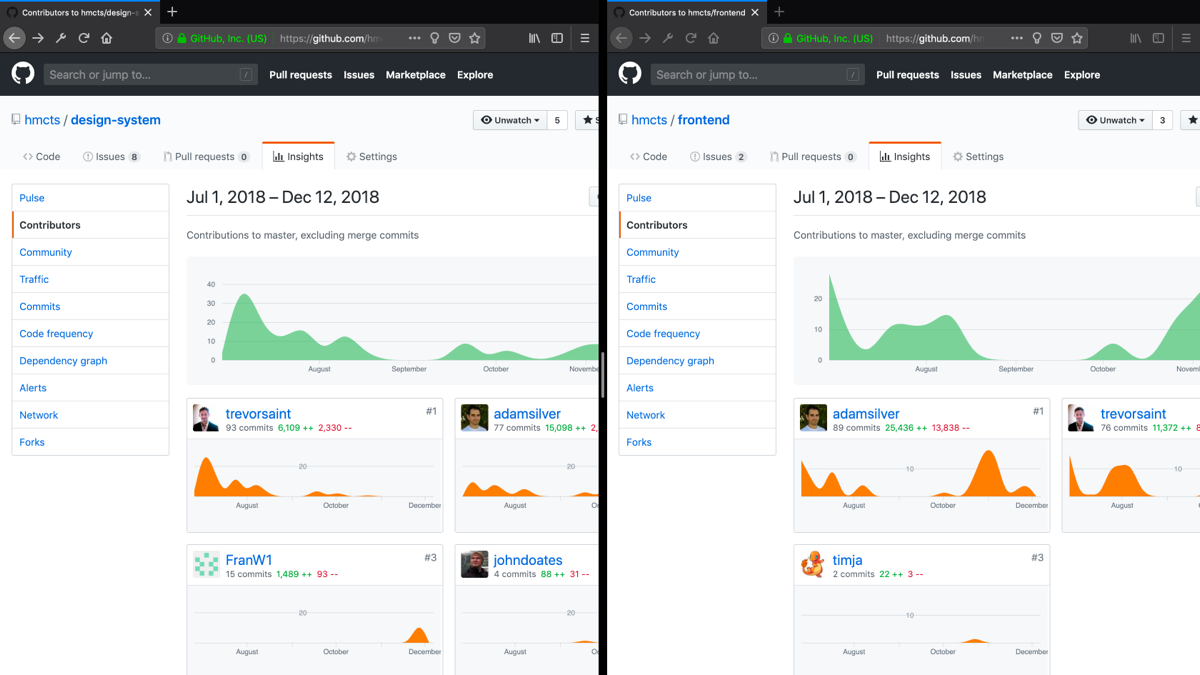 Contributors to hmcts/design-s
GitHub, Inc. (US) https://github.com/hm
Search or jump to... /
Pull requests Issues Marketplace Explore
hmcts / design-system
Unwatch 5
Code Issues 8 Pull requests 0 Insights Settings
Pulse
Contributors
Community
Traffic
Commits
Code frequency
Dependency graph
Alerts
Network
Forks
Jul 1, 2018 – Dec 12, 2018
Contributions to master, excluding merge commits
40
30
20
10
0
August September October Novembe
trevorsaint #1
93 commits 6,109 ++ 2,330 --
20
August October December
adamsilver
77 commits 15,098 ++ 2,
20
August Oc
FranW1 #3
15 commits 1,489 ++ 93 --
20
August October December
johndoates
4 commits 88 ++ 31 --
20
August Oc
Contributors to hmcts/frontend
GitHub, Inc. (US) https://github.com/hm
Search or jump to... /
Pull requests Issues Marketplace Explore
hmcts / frontend
Unwatch 3
Code Issues 2 Pull requests 0 Insights Settings
Pulse
Contributors
Community
Traffic
Commits
Code frequency
Dependency graph
Alerts
Network
Forks
Jul 1, 2018 – Dec 12, 2018
Contributions to master, excluding merge commits
20
10
0
August September October Novem
adamsilver #1
89 commits 25,436 ++ 13,838 --
10
August October December
trevorsaint
76 commits 11,372 ++ 8
10
August
timja #3
2 commits 22 ++ 3 --
10
August October December